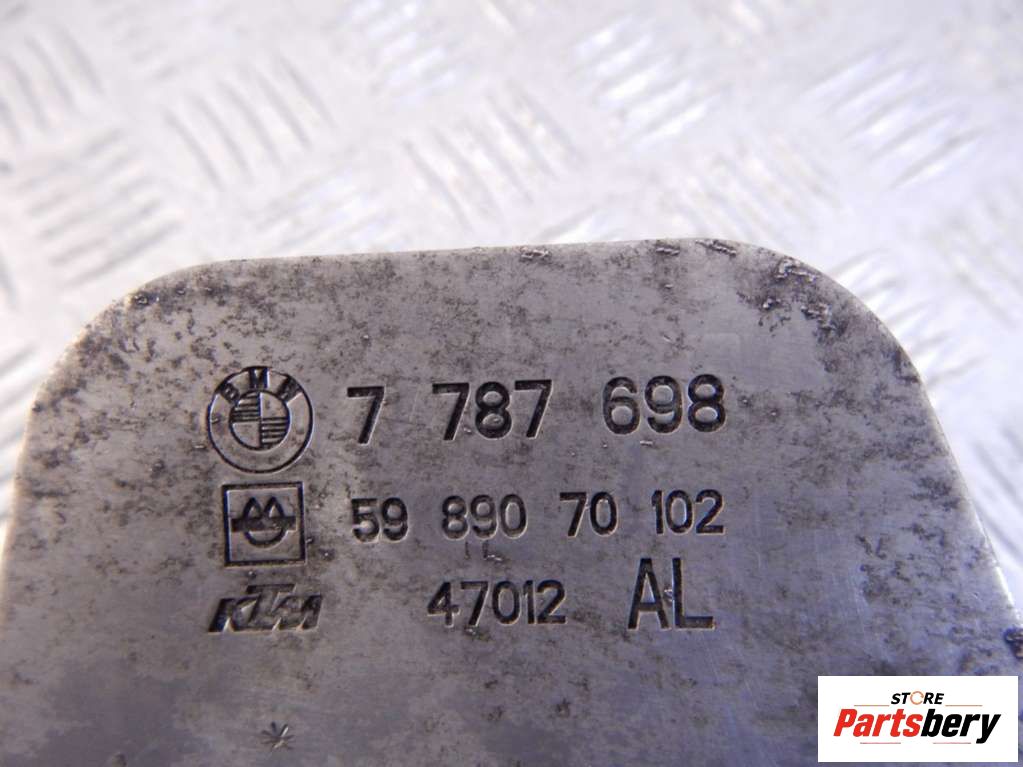 BMW 7 787 698
59 890 70 102
KTM 47012 AL
STORE
Partsbery